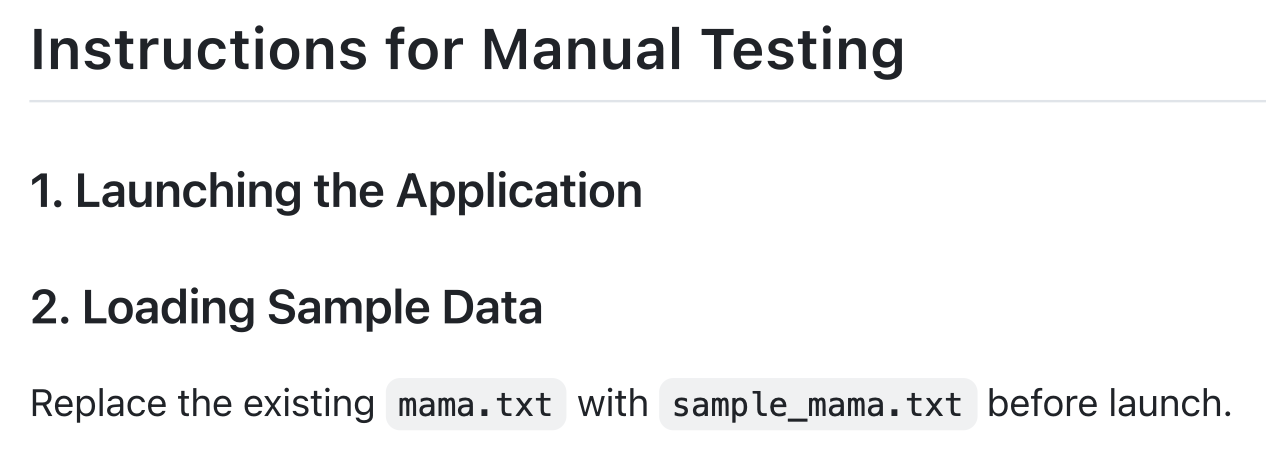 Instructions for Manual Testing
1. Launching the Application
2. Loading Sample Data
Replace the existing mama.txt with sample_mama.txt before launch.